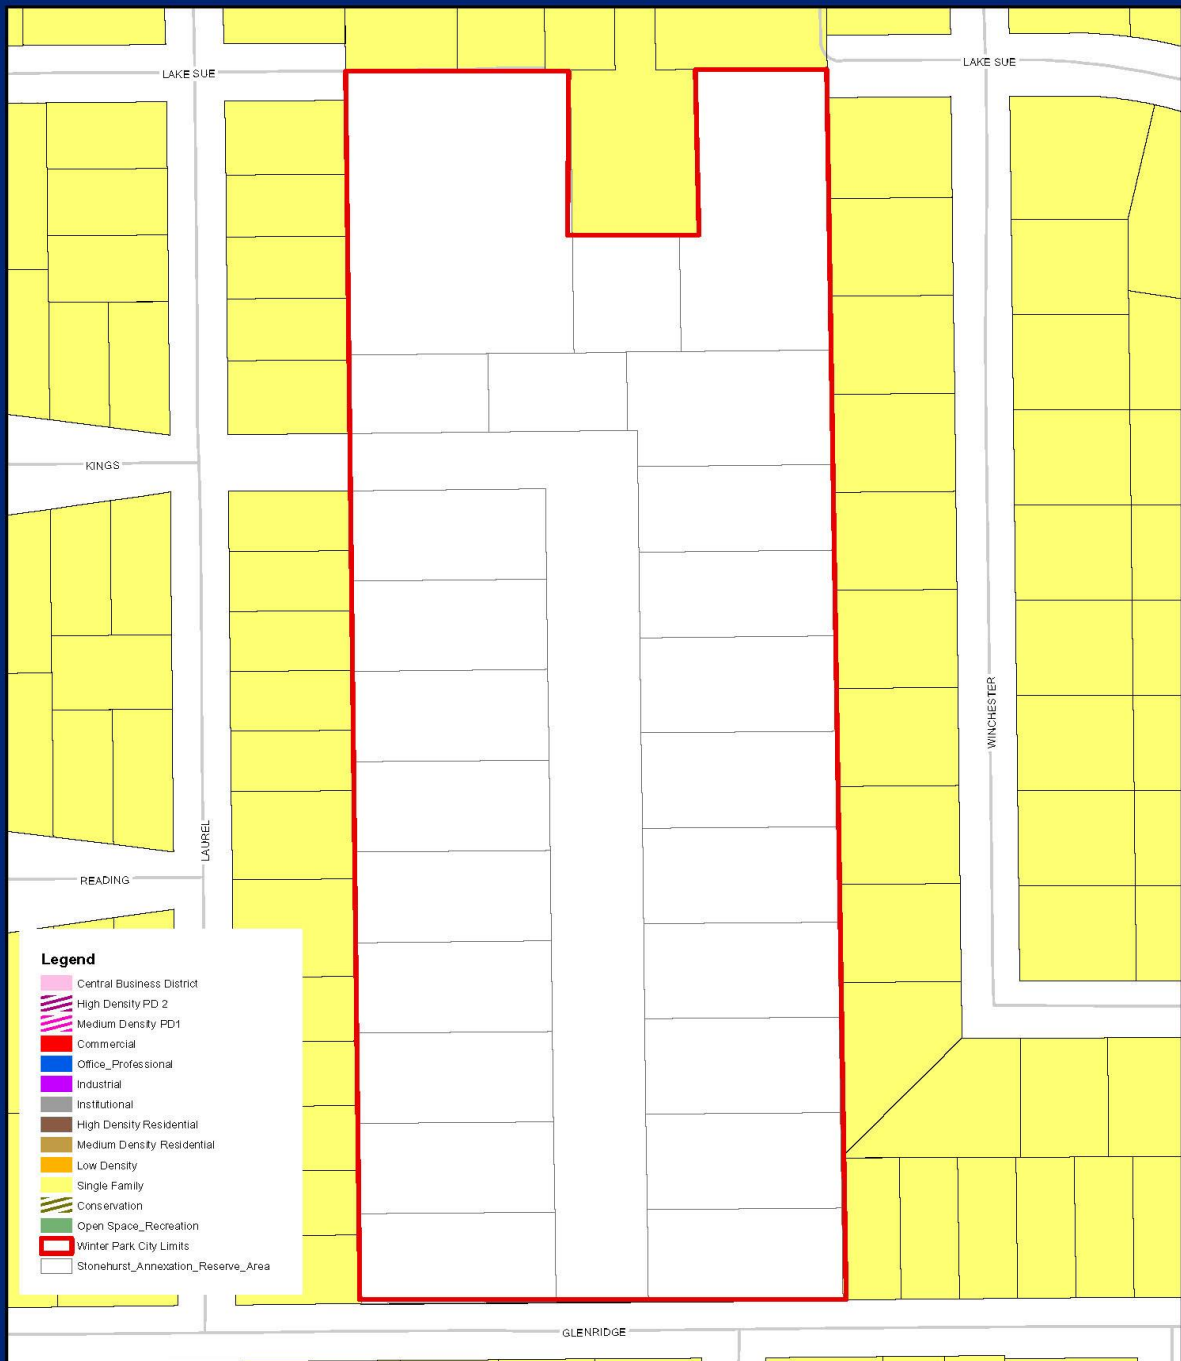 LAKE SUE
LAKE SUE
KINGS
WINCHESTER
LAUREL
READING
Legend
Central Business District
High Density PD 2
Medium Density PD1
Commercial
Office_Professional
Industrial
Institutional
High Density Residential
Medium Density Residential
Low Density
Single Family
Conservation
Open Space_Recreation
Winter Park City Limits
Stonehurst_Annexation_Reserve_Area
GLENRIDGE